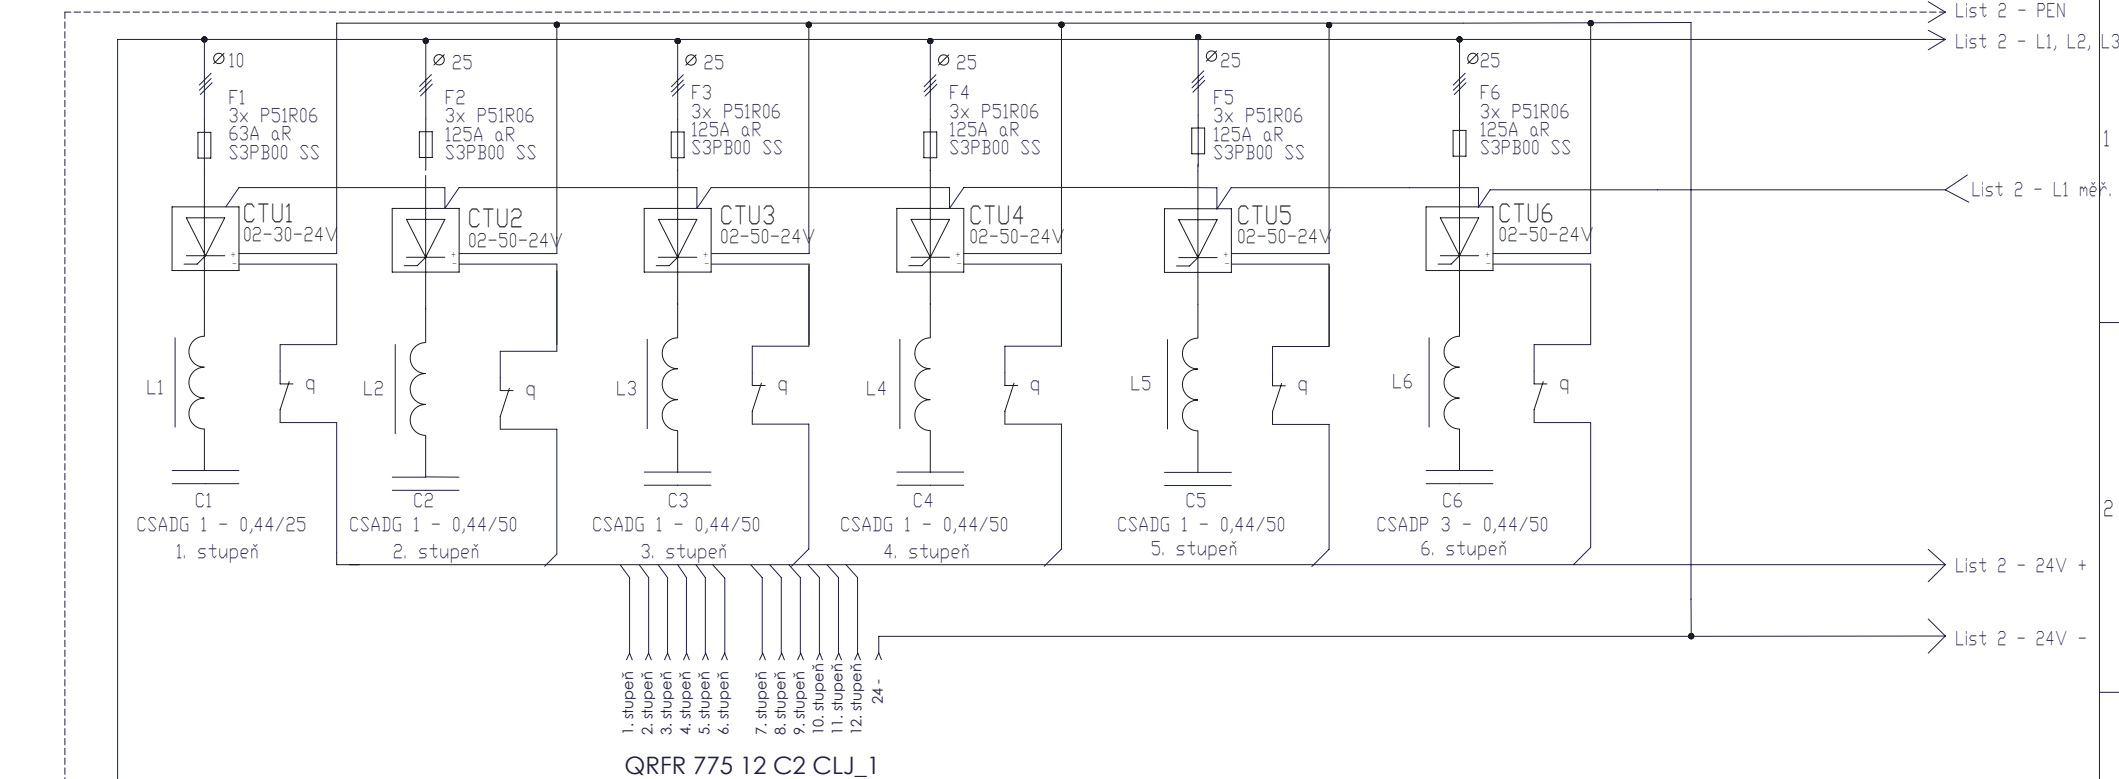 List 2 - PEN
List 2 - L1, L2, L3
Ø10
F1
3x P51R06
63A aR
S3PB00 SS
Ø 25
F2
3x P51R06
125A aR
S3PB00 SS
Ø 25
F3
3x P51R06
125A aR
S3PB00 SS
Ø 25
F4
3x P51R06
125A aR
S3PB00 SS
Ø25
F5
3x P51R06
125A aR
S3PB00 SS
Ø25
F6
3x P51R06
125A aR
S3PB00 SS
1
List 2 - L1 měř.
CTU1
02-30-24V
+
-
CTU2
02-50-24V
+
-
CTU3
02-50-24V
+
-
CTU4
02-50-24V
+
-
CTU5
02-50-24V
+
-
CTU6
02-50-24V
+
-
L1
q
L2
q
L3
q
L4
q
L5
q
L6
q
C1
CSADG 1 - 0,44/25
1. stupeň
C2
CSADG 1 - 0,44/50
2. stupeň
C3
CSADG 1 - 0,44/50
3. stupeň
C4
CSADG 1 - 0,44/50
4. stupeň
C5
CSADG 1 - 0,44/50
5. stupeň
C6
CSADP 3 - 0,44/50
6. stupeň
2
List 2 - 24V +
List 2 - 24V -
1. stupeň
2. stupeň
3. stupeň
4. stupeň
5. stupeň
6. stupeň
7. stupeň
8. stupeň
9. stupeň
10. stupeň
11. stupeň
12. stupeň
24 -
QRFR 775 12 C2 CLJ_1